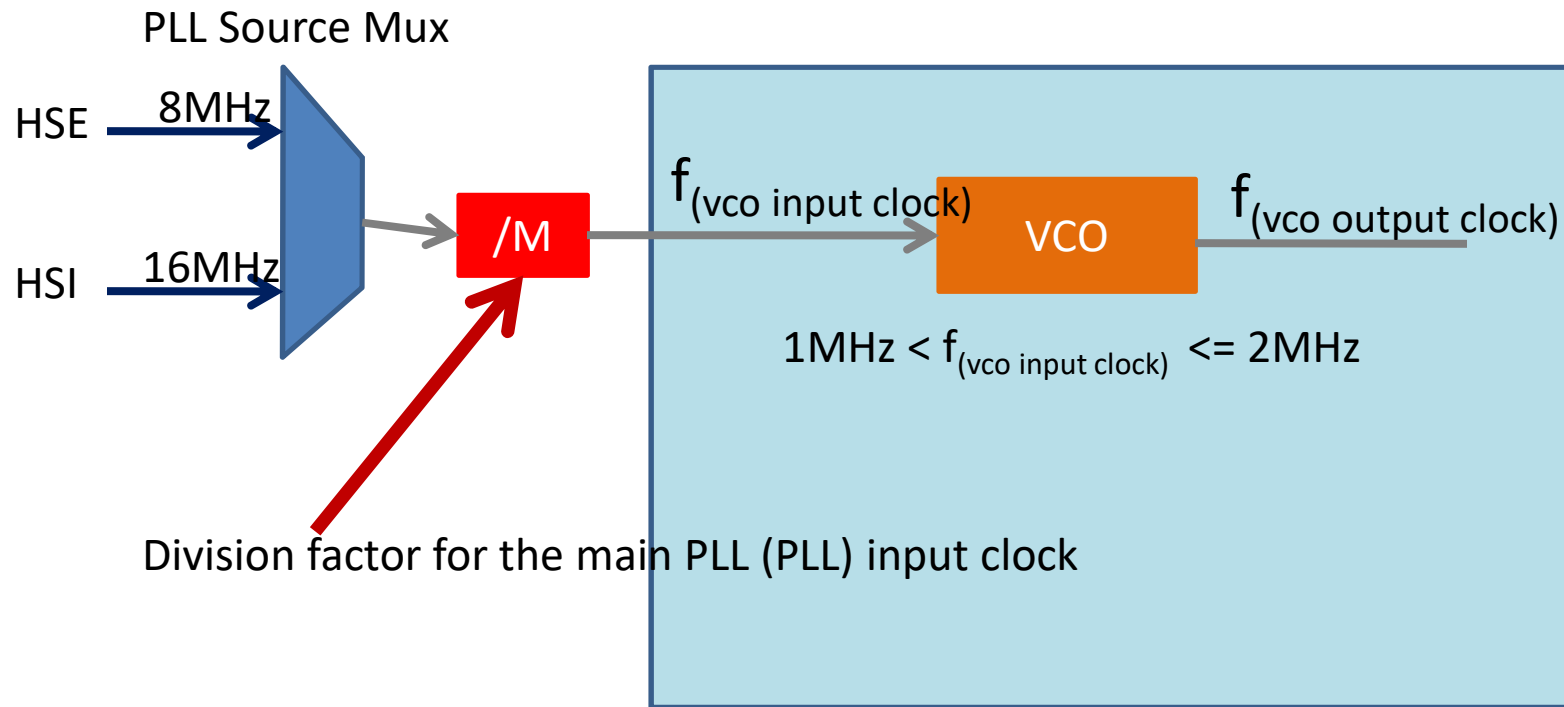 PLL Source Mux
HSE
8MHz
HSI
16MHz
/M
f(vco input clock)
VCO
f(vco output clock)
1MHz < f(vco input clock) <= 2MHz
Division factor for the main PLL (PLL) input clock